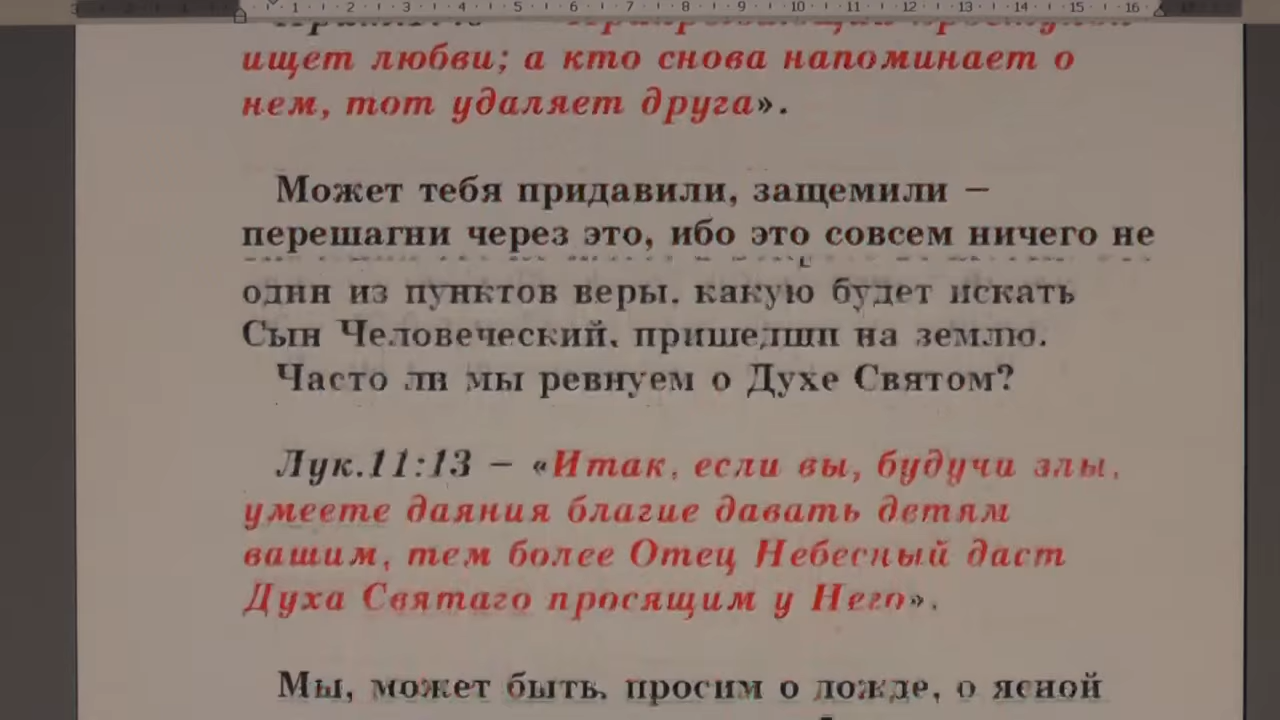 ищет любви; а кто снова напоминает о
нем, тот удаляет друга».
Может тебя придавили, защемили –
перешагни через это, ибо это совсем ничего не
один из пунктов веры, какую будет искать
Сын Человеческий, пришедши на землю.
Часто ли мы ревнуем о Духе Святом?
Лук.11:13 – «Итак, если вы, будучи злы,
умеете даяния благие давать детям
вашим, тем более Отец Небесный даст
Духа Святаго просящим у Него».
Мы, может быть, просим о дожде, о ясной